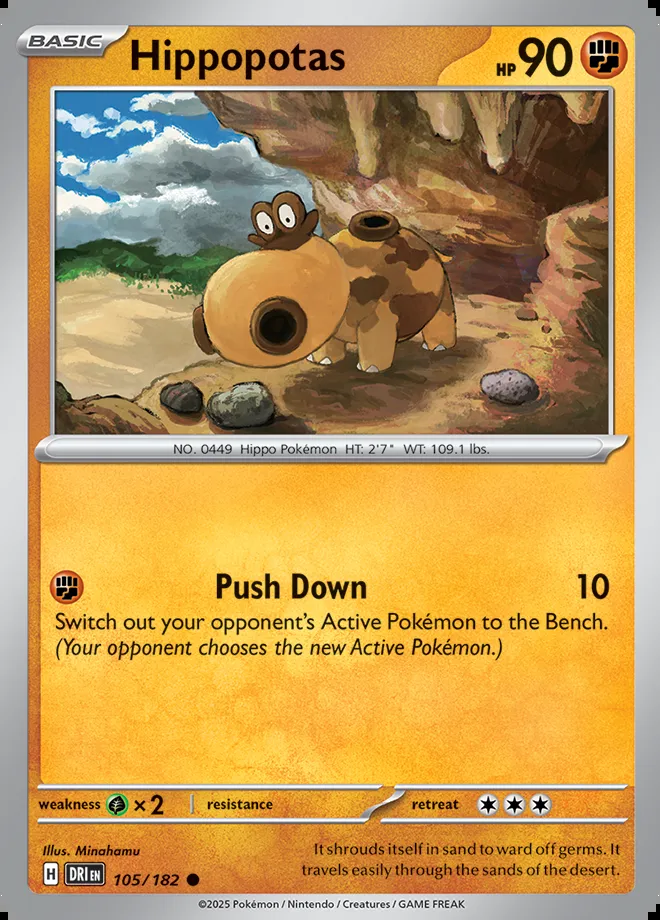 BASIC
Hippopotas
HP 90
NO. 0449 Hippo Pokémon HT: 2'7" WT: 109.1 lbs.
Push Down 10
Switch out your opponent's Active Pokémon to the Bench.
(Your opponent chooses the new Active Pokémon.)
weakness ×2 resistance retreat
Illus. Minahamu
It shrouds itself in sand to ward off germs. It
travels easily through the sands of the desert.
H DRI EN 105/182
©2025 Pokémon / Nintendo / Creatures / GAME FREAK